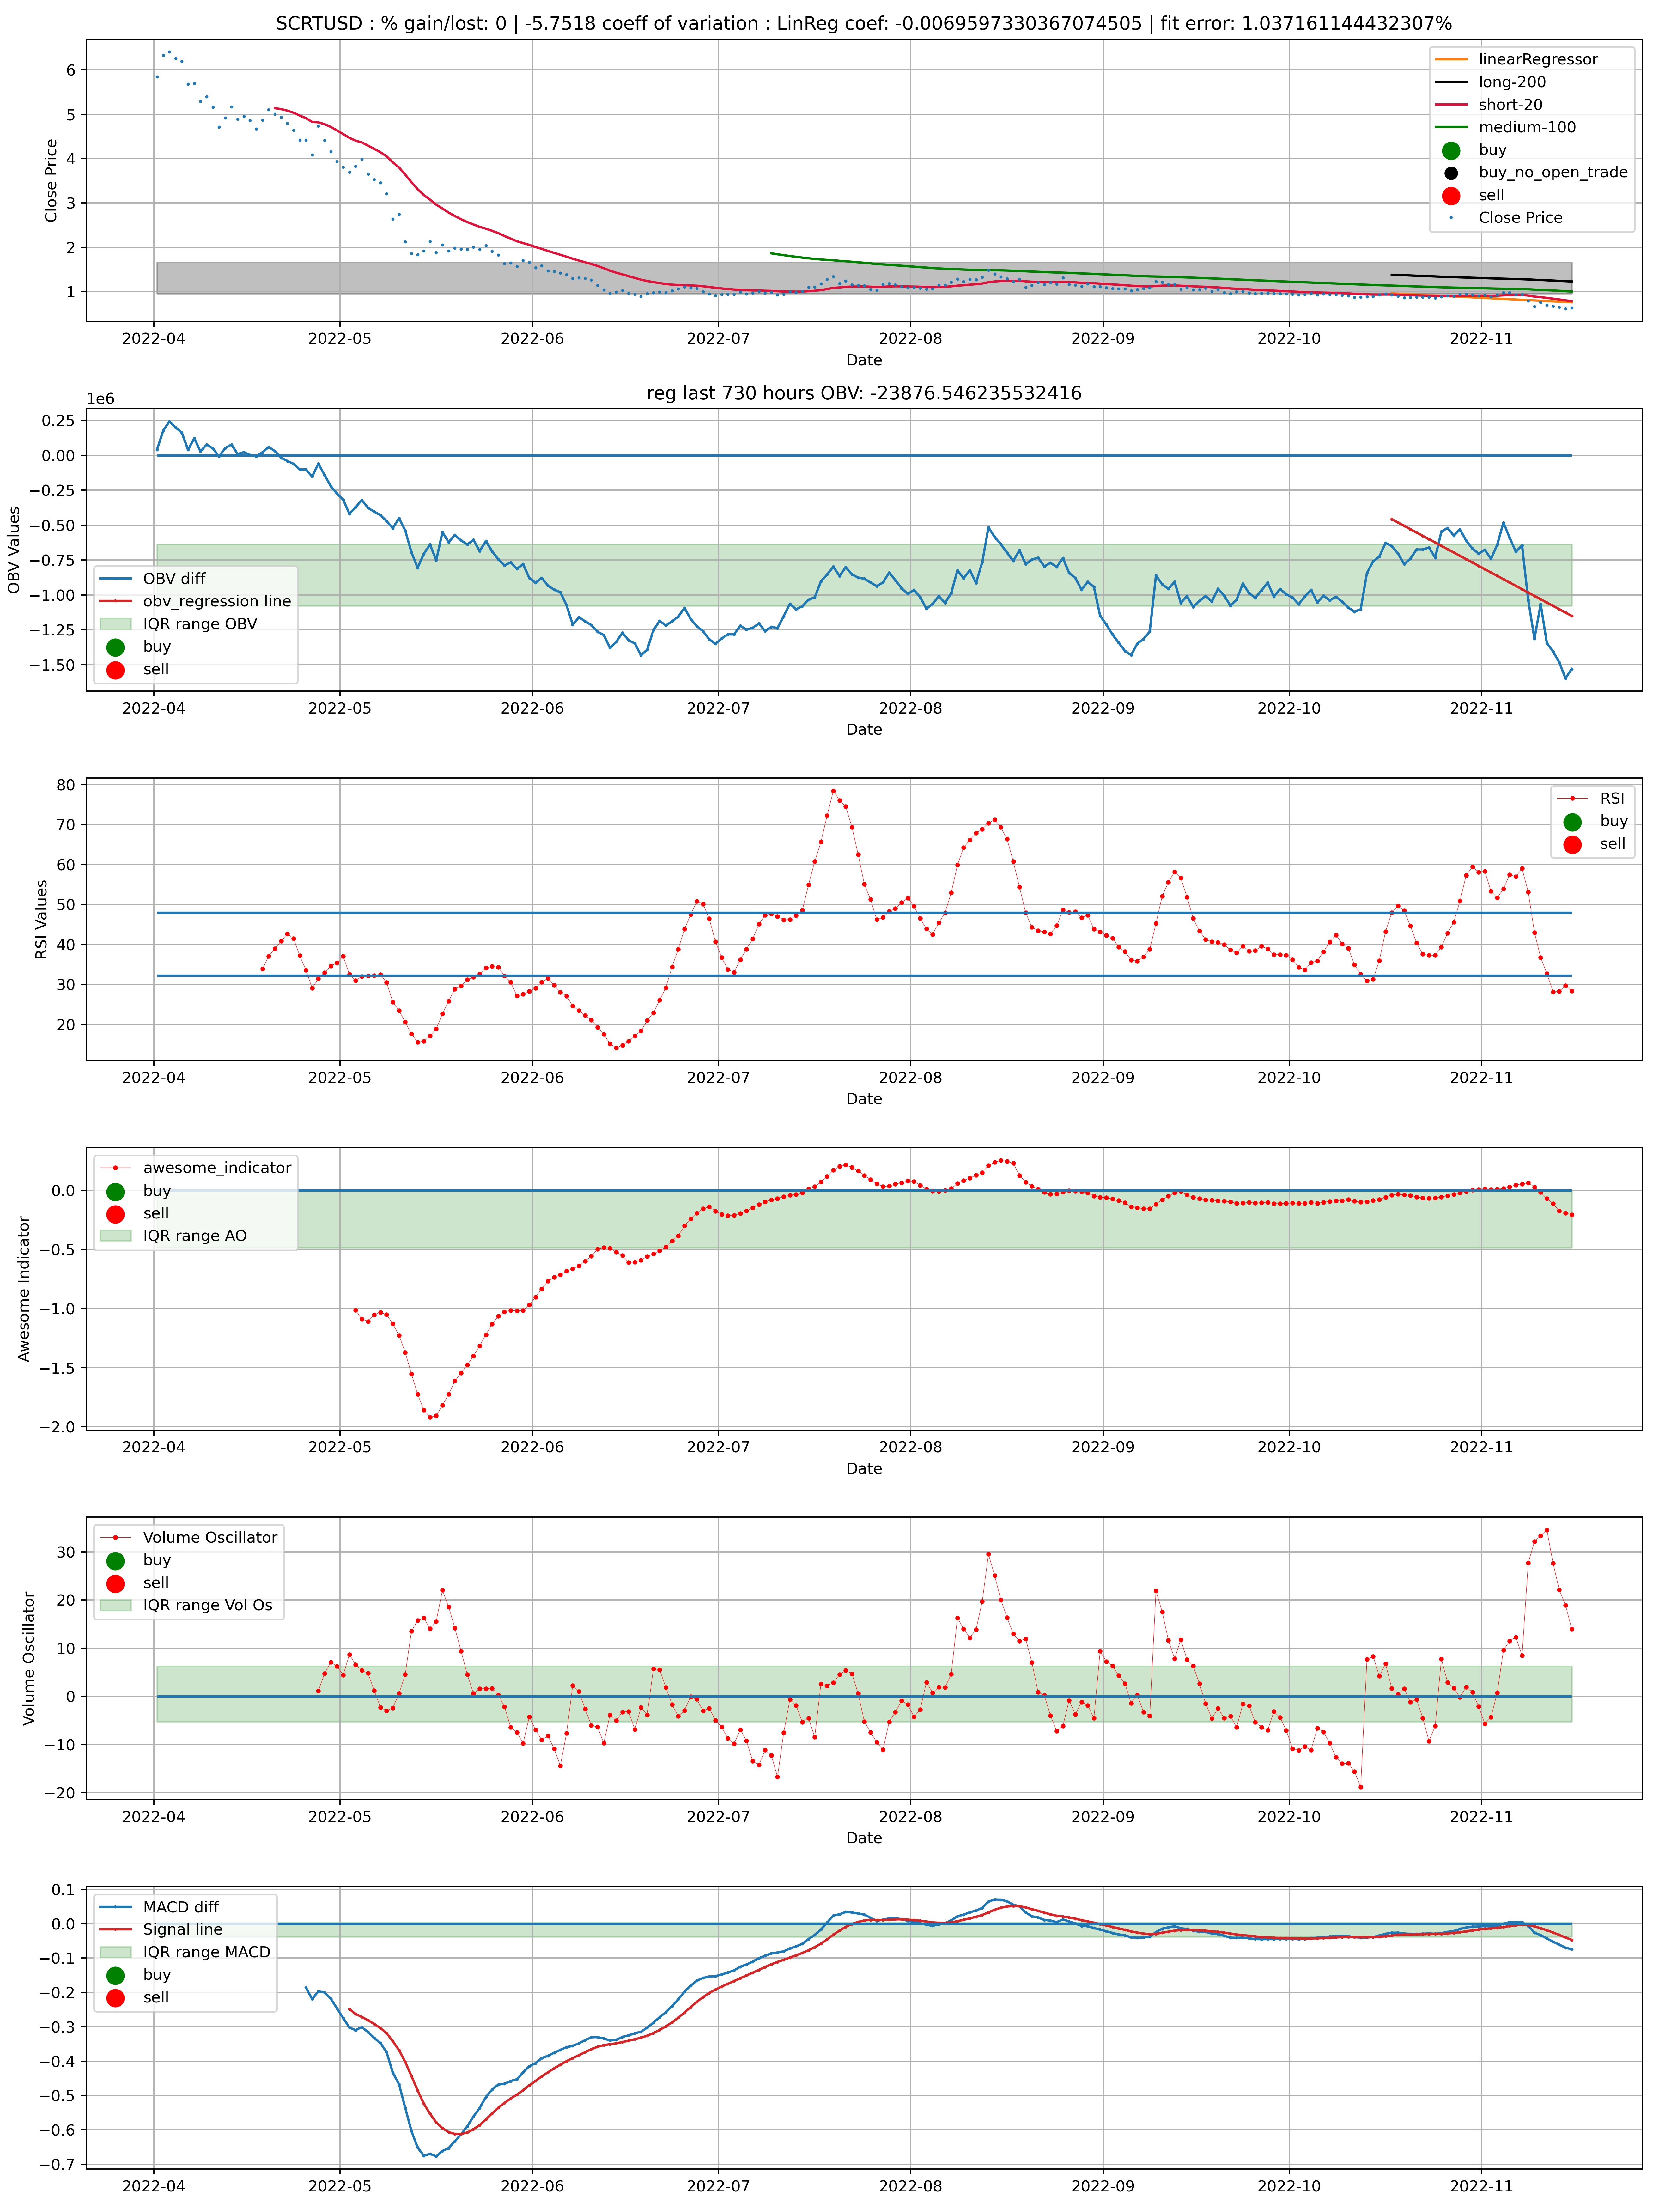 SCRTUSD : % gain/lost: 0 | -5.7518 coeff of variation : LinReg coef: -0.0069597330367074505 | fit error: 1.037161144432307%
Close Price
6
5
4
3
2
1
linearRegressor
long-200
short-20
medium-100
buy
buy_no_open_trade
sell
Close Price
2022-04 2022-05 2022-06 2022-07 2022-08 2022-09 2022-10 2022-11
Date
reg last 730 hours OBV: -23876.546235532416
1e6
OBV Values
0.25
0.00
−0.25
−0.50
−0.75
−1.00
−1.25
−1.50
OBV diff
obv_regression line
IQR range OBV
buy
sell
2022-04 2022-05 2022-06 2022-07 2022-08 2022-09 2022-10 2022-11
Date
RSI Values
80
70
60
50
40
30
20
RSI
buy
sell
2022-04 2022-05 2022-06 2022-07 2022-08 2022-09 2022-10 2022-11
Date
Awesome Indicator
0.0
−0.5
−1.0
−1.5
−2.0
awesome_indicator
buy
sell
IQR range AO
2022-04 2022-05 2022-06 2022-07 2022-08 2022-09 2022-10 2022-11
Date
Volume Oscillator
30
20
10
0
−10
−20
Volume Oscillator
buy
sell
IQR range Vol Os
2022-04 2022-05 2022-06 2022-07 2022-08 2022-09 2022-10 2022-11
Date
0.1
0.0
−0.1
−0.2
−0.3
−0.4
−0.5
−0.6
−0.7
MACD diff
Signal line
IQR range MACD
buy
sell
2022-04 2022-05 2022-06 2022-07 2022-08 2022-09 2022-10 2022-11